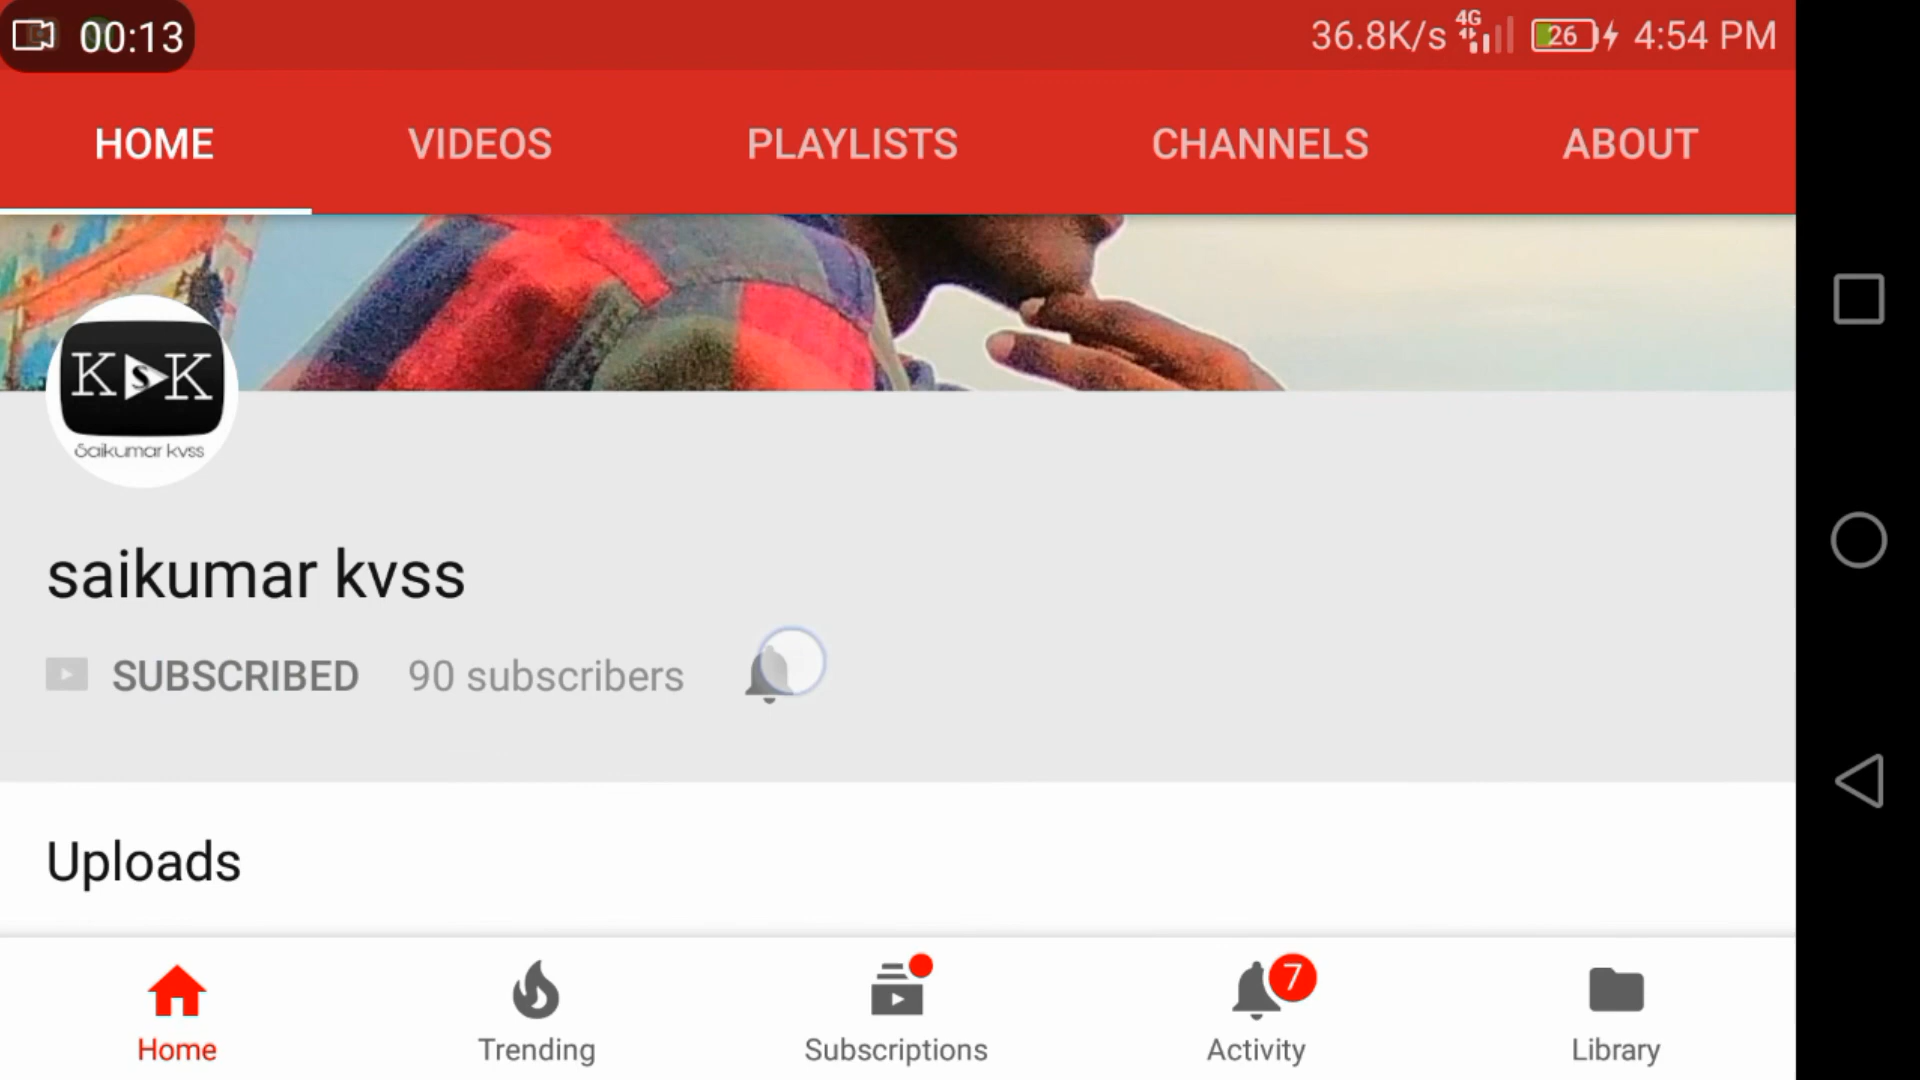 00:13
36.8K/s 4G 26 4:54 PM
HOME VIDEOS PLAYLISTS CHANNELS ABOUT
K S K
Saikumar kvss
saikumar kvss
SUBSCRIBED 90 subscribers
Uploads
7
Home Trending Subscriptions Activity Library